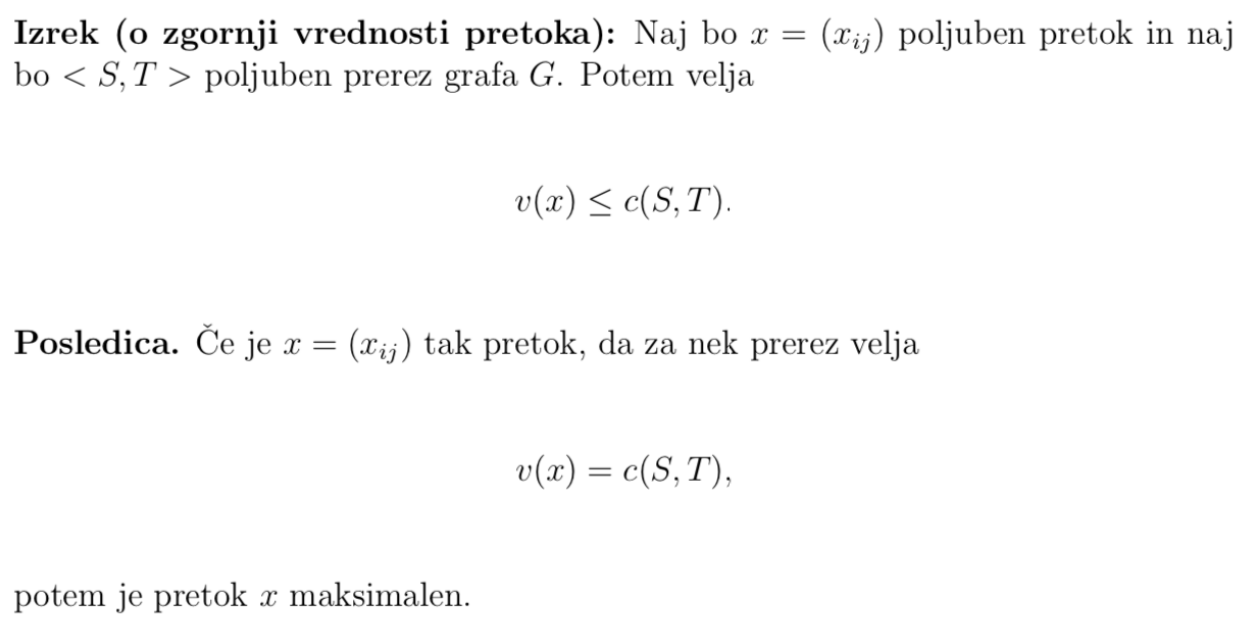 Izrek (o zgornji vrednosti pretoka): Naj bo x = (x_{ij}) poljuben pretok in naj
bo < S, T > poljuben prerez grafa G. Potem velja
v(x) ≤ c(S, T).
Posledica. Če je x = (x_{ij}) tak pretok, da za nek prerez velja
v(x) = c(S, T),
potem je pretok x maksimalen.